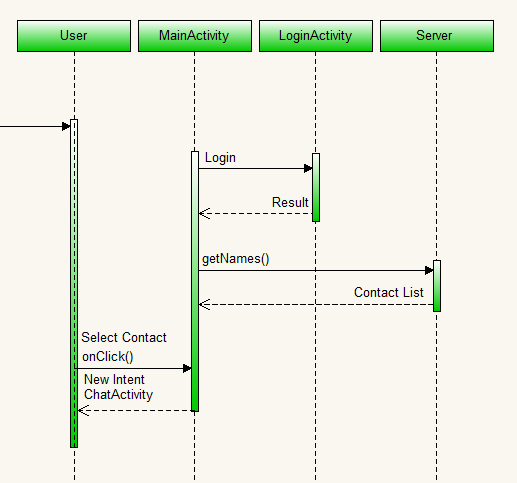 User
MainActivity
LoginActivity
Server
Login
Result
getNames()
Contact List
Select Contact
onClick()
New Intent
ChatActivity